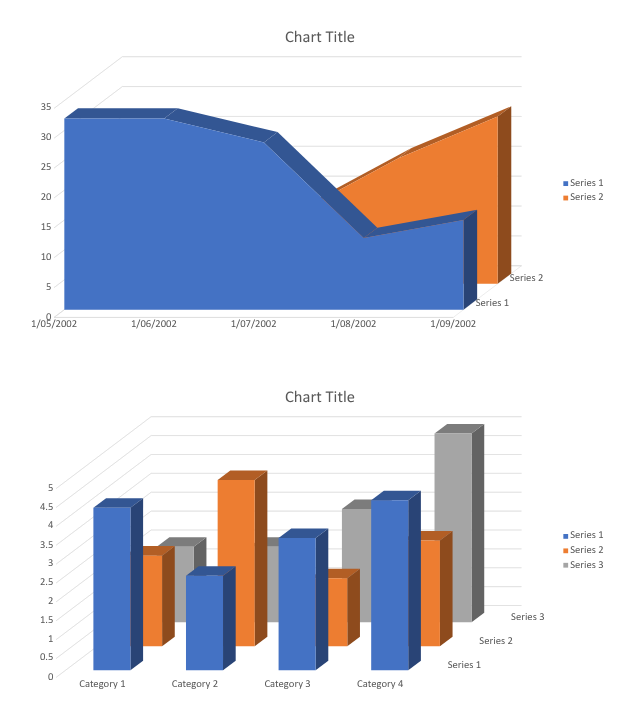 Chart Title
35
30
25
20
15
10
5
0
1/05/2002 1/06/2002 1/07/2002 1/08/2002 1/09/2002
Series 2
Series 1
Series 1
Series 2
Chart Title
5
4.5
4
3.5
3
2.5
2
1.5
1
0.5
0
Category 1 Category 2 Category 3 Category 4
Series 3
Series 2
Series 1
Series 1
Series 2
Series 3